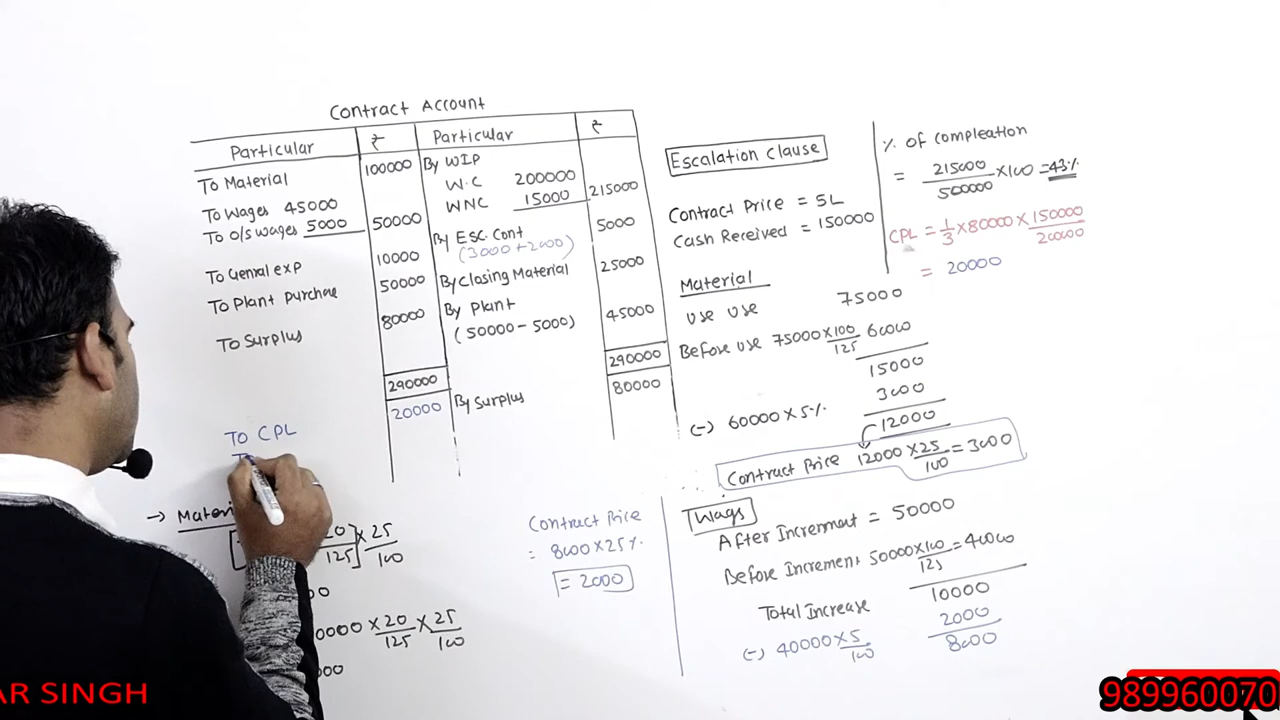 Contract Account
Particular ₹ Particular ₹
To Material 100000
To Wages 45000
To O/s wages 5000 50000
To Genral exp 10000
To Plant Purchase 50000
To Surplus 80000
290000
To CPL 20000
By WIP
W.C 200000
WNC 15000 215000
By ESC. Cont 5000
(3000 + 2000)
By Closing Material 25000
By Plant 45000
(50000 - 5000)
290000
By Surplus 80000
Escalation Clause
Contract Price = 5L
Cash Received = 150000
Material
use use 75000
Before use 75000 × 100/125 60000
15000
(-) 60000 × 5% 3000
12000
Contract Price 12000 × 25/100 = 3000
% of compleation
= 215000/500000 × 100 = 43%
CPL = 1/3 × 80000 × 150000/20000
= 20000
Wags
After Increment = 50000
Before Increment 50000 × 100/125 = 40000
Total Increase 10000
(-) 40000 × 5/100 2000
8000
Contract Price
= 8000 × 25%
= 2000
→
20/125] × 25/100
0000 × 20/125 × 25/100
AR SINGH
989960070